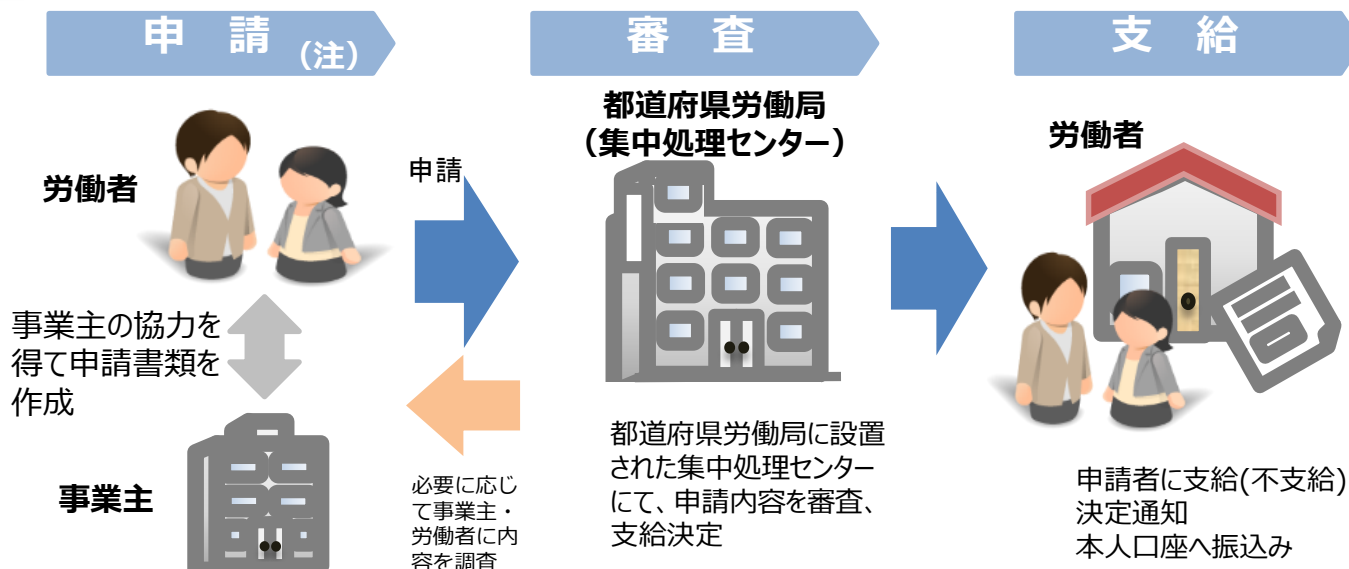 申　請 (注)
審　査
支　給
労働者
申請
事業主の協力を
得て申請書類を
作成
事業主
必要に応じ
て事業主・
労働者に内
容を調査
都道府県労働局
（集中処理センター）
都道府県労働局に設置
された集中処理センター
にて、申請内容を審査、
支給決定
労働者
申請者に支給(不支給)
決定通知
本人口座へ振込み